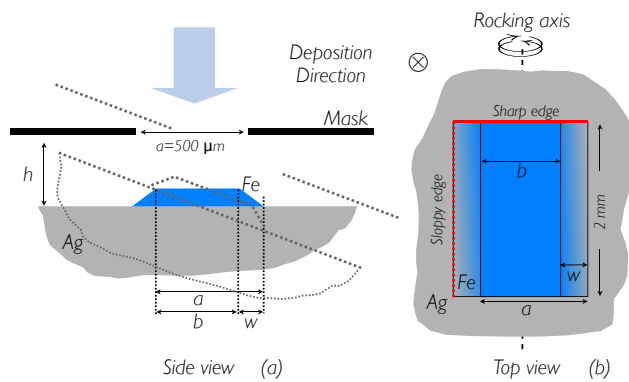 Deposition
Direction
Mask
a=500 µm
h
Fe
Ag
a
b
w
Side view (a)
Rocking axis
Sharp edge
b
Sloppy edge
2 mm
w
Fe
Ag
a
Top view (b)